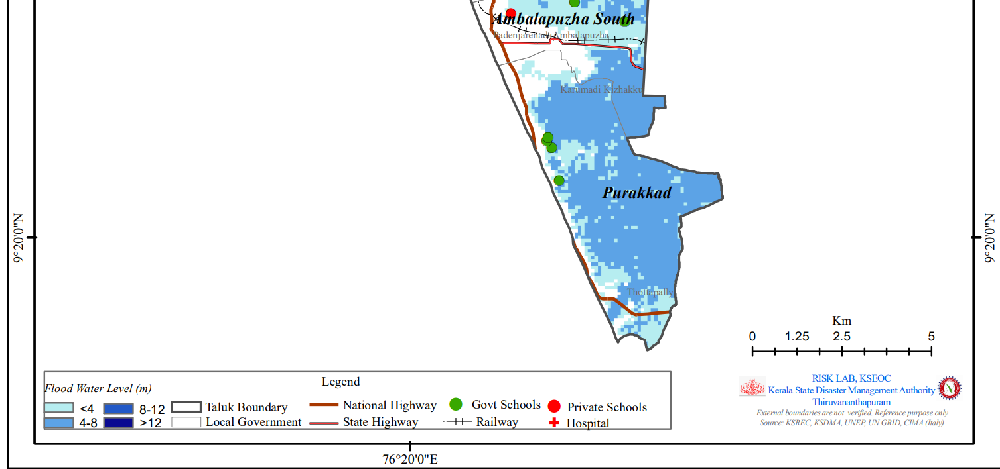 Ambalapuzha South
Padenjarenada Ambalapuzha
Karumadi Kizhakku
Purakkad
9°20'0"N
9°20'0"N
Thottapally
Km
0 1.25 2.5 5
Legend
Flood Water Level (m)
<4 8-12 Taluk Boundary National Highway Govt Schools Private Schools
4-8 >12 Local Government State Highway Railway Hospital
RISK LAB, KSEOC
Kerala State Disaster Management Authority
Thiruvananthapuram
External boundaries are not verified. Reference purpose only
Source: KSREC, KSDMA, UNEP, UN GRID, CIMA (Italy)
76°20'0"E